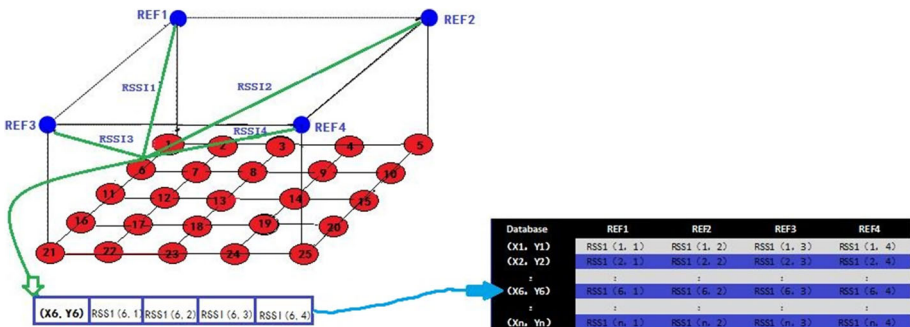 REF1
REF2
RSSI1
RSSI2
REF3
RSSI3
RSSI4
REF4
1 2 3 4 5
6 7 8 9 10
11 12 13 14 15
16 17 18 19 20
21 22 23 24 25
(X6, Y6) RSS1(6,1) RSS1(6,2) RSSI(6,3) RSSI(6,4)
Database REF1 REF2 REF3 REF4
(X1, Y1) RSS1(1,1) RSS1(1,2) RSS1(1,3) RSS1(1,4)
(X2, Y2) RSS1(2,1) RSS1(2,2) RSS1(2,3) RSS1(2,4)
: : : : :
(X6, Y6) RSS1(6,1) RSS1(6,2) RSS1(6,3) RSS1(6,4)
: : : : :
(Xn, Yn) RSS1(n,1) RSS1(n,2) RSS1(n,3) RSS1(n,4)